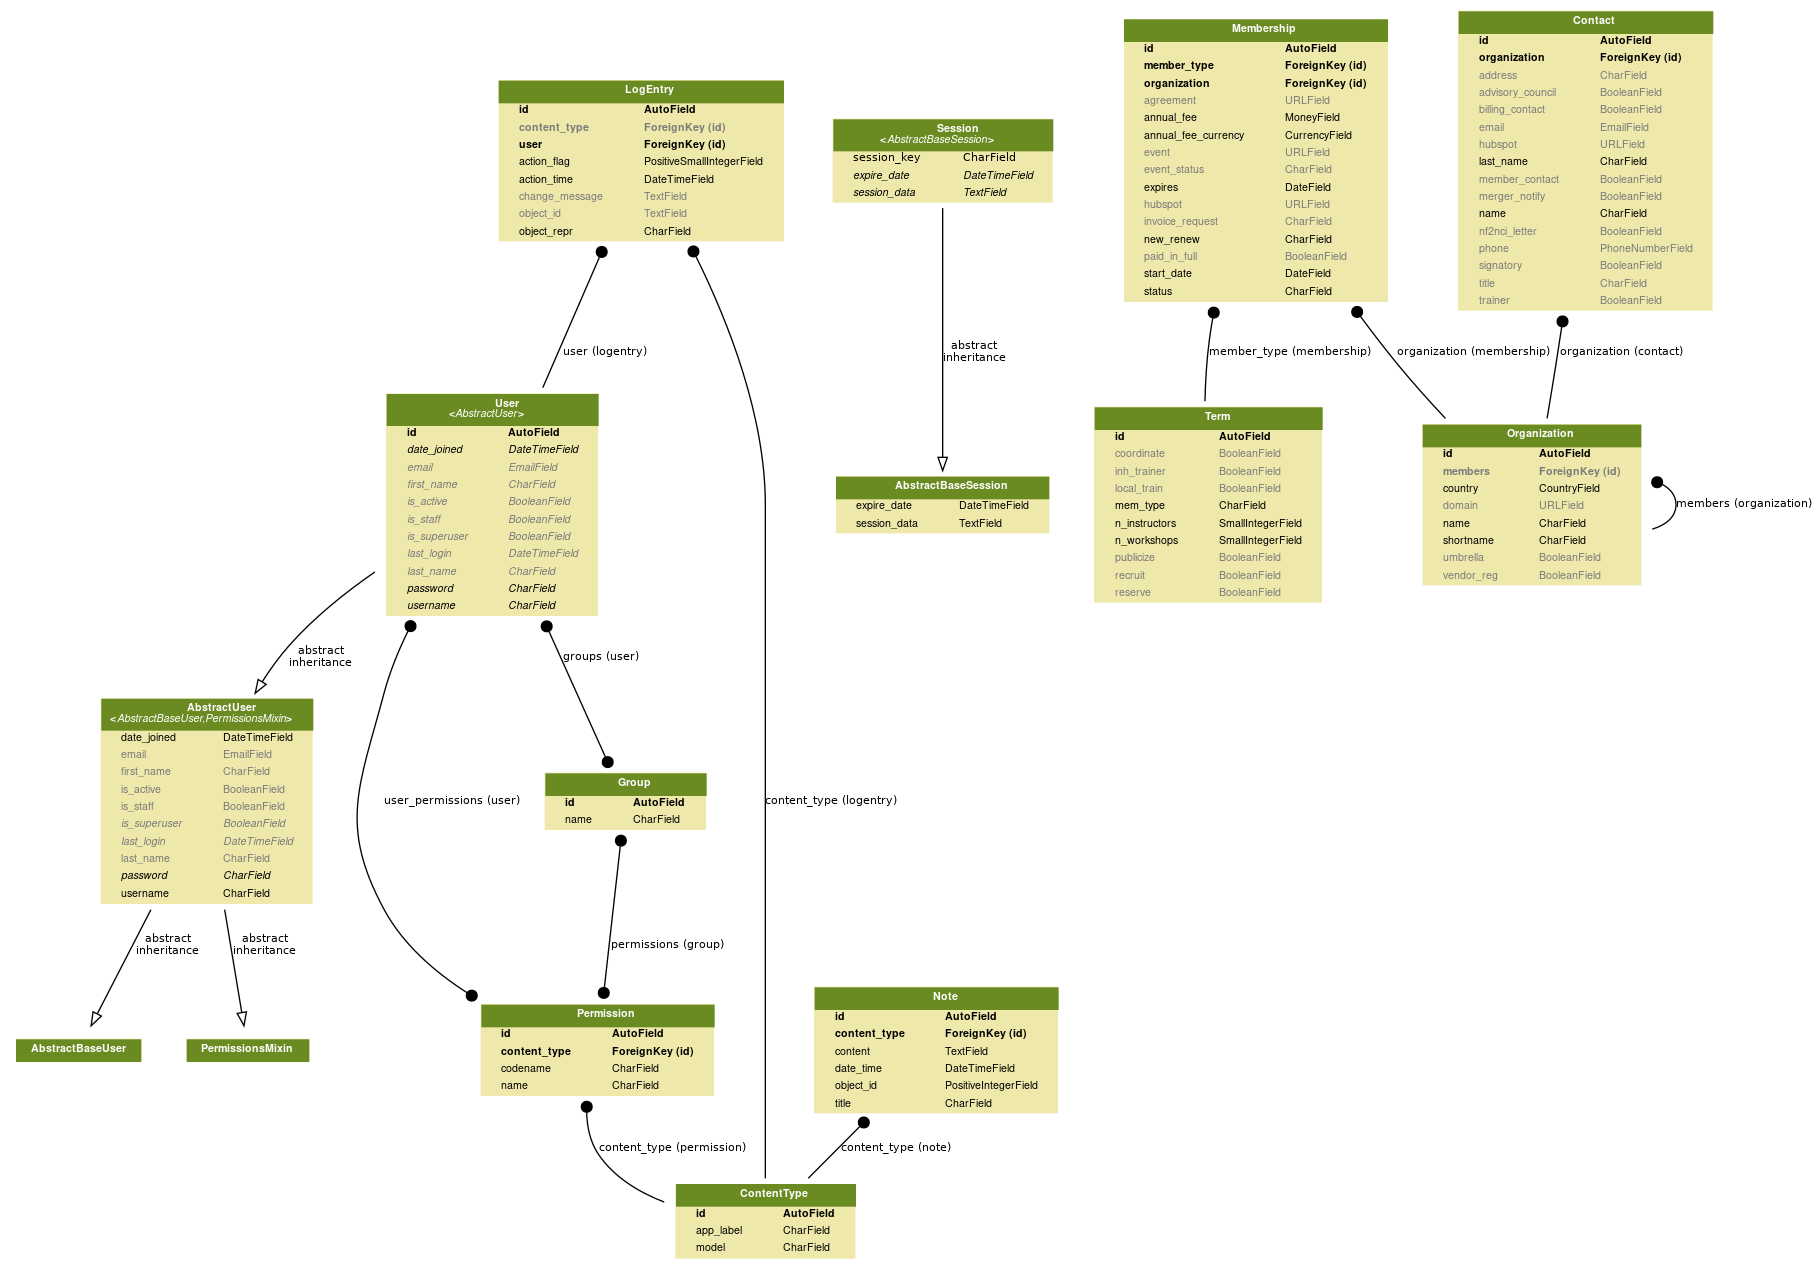 LogEntry
id AutoField
content_type ForeignKey (id)
user ForeignKey (id)
action_flag PositiveSmallIntegerField
action_time DateTimeField
change_message TextField
object_id TextField
object_repr CharField
Session
<AbstractBaseSession>
session_key CharField
expire_date DateTimeField
session_data TextField
Membership
id AutoField
member_type ForeignKey (id)
organization ForeignKey (id)
agreement URLField
annual_fee MoneyField
annual_fee_currency CurrencyField
event URLField
event_status CharField
expires DateField
hubspot URLField
invoice_request CharField
new_renew CharField
paid_in_full BooleanField
start_date DateField
status CharField
Contact
id AutoField
organization ForeignKey (id)
address CharField
advisory_council BooleanField
billing_contact BooleanField
email EmailField
hubspot URLField
last_name CharField
member_contact BooleanField
merger_notify BooleanField
name CharField
nf2nci_letter BooleanField
phone PhoneNumberField
signatory BooleanField
title CharField
trainer BooleanField
user (logentry)
abstract
inheritance
member_type (membership)
organization (membership)
organization (contact)
User
<AbstractUser>
id AutoField
date_joined DateTimeField
email EmailField
first_name CharField
is_active BooleanField
is_staff BooleanField
is_superuser BooleanField
last_login DateTimeField
last_name CharField
password CharField
username CharField
AbstractBaseSession
expire_date DateTimeField
session_data TextField
Term
id AutoField
coordinate BooleanField
inh_trainer BooleanField
local_train BooleanField
mem_type CharField
n_instructors SmallIntegerField
n_workshops SmallIntegerField
publicize BooleanField
recruit BooleanField
reserve BooleanField
Organization
id AutoField
members ForeignKey (id)
country CountryField
domain URLField
name CharField
shortname CharField
umbrella BooleanField
vendor_reg BooleanField
members (organization)
abstract
inheritance
groups (user)
AbstractUser
<AbstractBaseUser,PermissionsMixin>
date_joined DateTimeField
email EmailField
first_name CharField
is_active BooleanField
is_staff BooleanField
is_superuser BooleanField
last_login DateTimeField
last_name CharField
password CharField
username CharField
user_permissions (user)
Group
id AutoField
name CharField
content_type (logentry)
abstract
inheritance
abstract
inheritance
permissions (group)
AbstractBaseUser
PermissionsMixin
Permission
id AutoField
content_type ForeignKey (id)
codename CharField
name CharField
Note
id AutoField
content_type ForeignKey (id)
content TextField
date_time DateTimeField
object_id PositiveIntegerField
title CharField
content_type (permission)
content_type (note)
ContentType
id AutoField
app_label CharField
model CharField